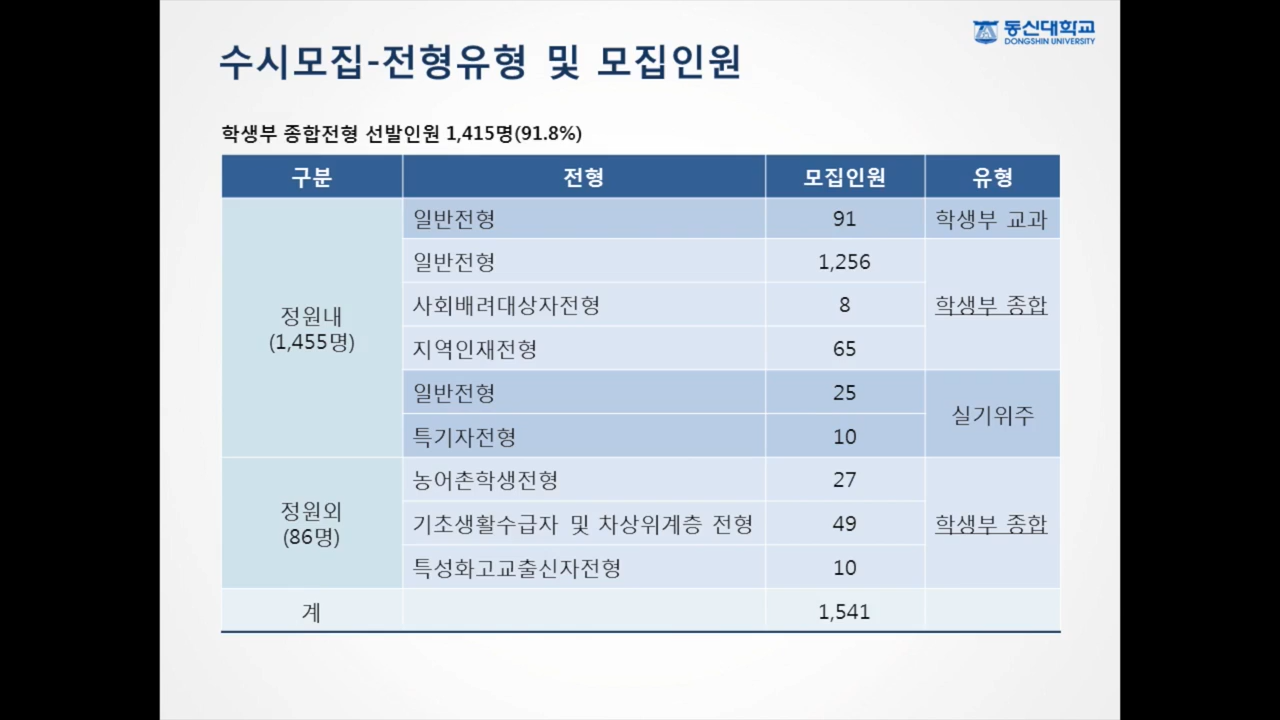 동신대학교
DONGSHIN UNIVERSITY
수시모집-전형유형 및 모집인원
학생부 종합전형 선발인원 1,415명(91.8%)
구분 전형 모집인원 유형
정원내
(1,455명)
일반전형 91 학생부 교과
일반전형 1,256
사회배려대상자전형 8 학생부 종합
지역인재전형 65
일반전형 25
실기위주
특기자전형 10
정원외
(86명)
농어촌학생전형 27
기초생활수급자 및 차상위계층 전형 49 학생부 종합
특성화고교출신자전형 10
계 1,541